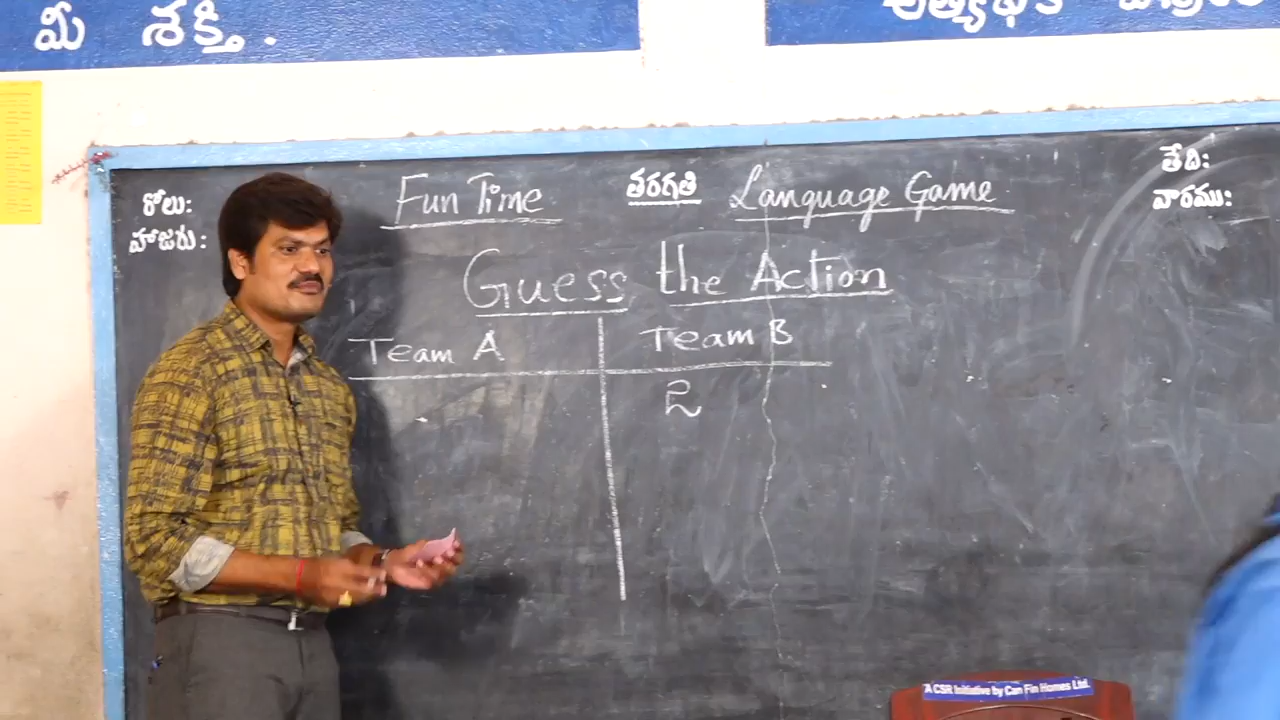 మీ శక్తి .
రోలు:
హాజరు:
Fun Time
తరగతి
Language Game
తేది:
వారము:
Guess the Action
Team A
Team B
2
A CSR Initiative by Can Fin Homes Ltd.